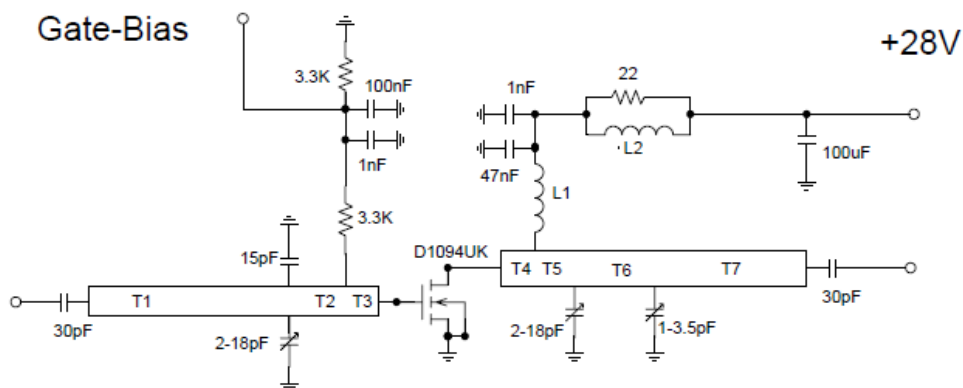 Gate-Bias
+28V
3.3K
100nF
1nF
22
1nF
L2
100uF
47nF
L1
3.3K
D1094UK
15pF
T4 T5 T6 T7
T1 T2 T3
30pF
30pF
2-18pF
2-18pF
1-3.5pF